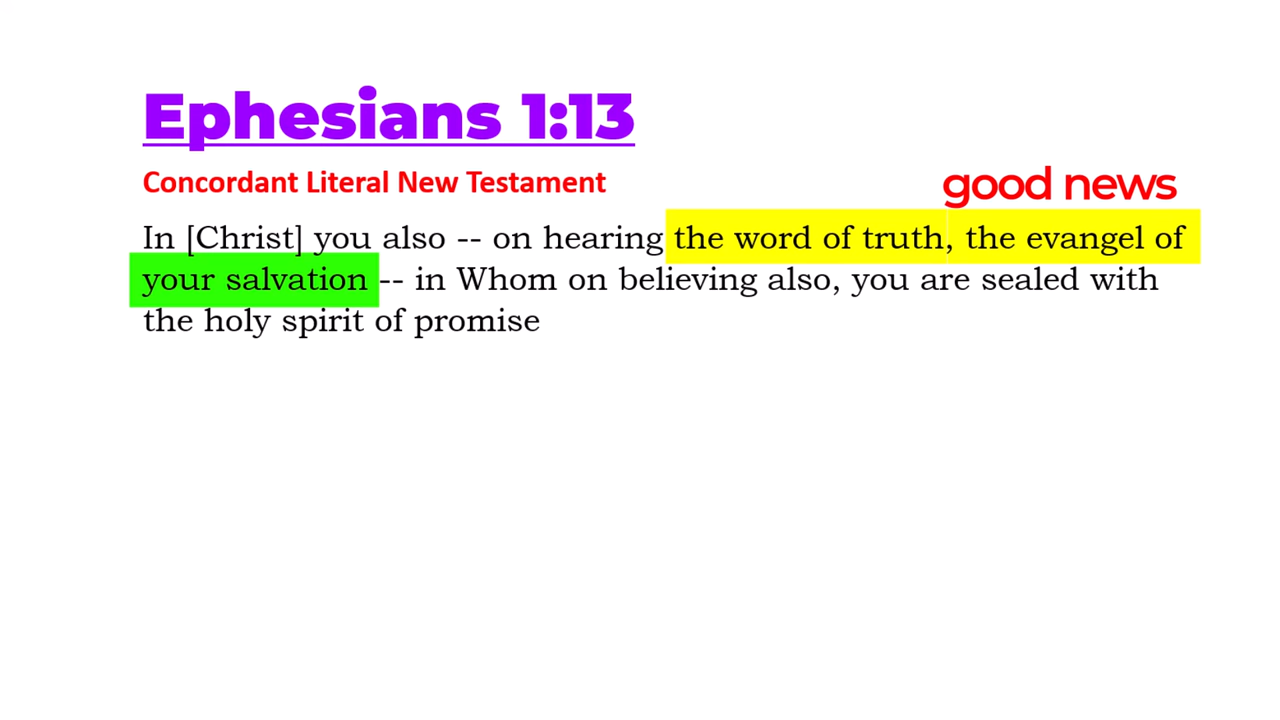 Ephesians 1:13
Concordant Literal New Testament
good news
In [Christ] you also -- on hearing the word of truth, the evangel of
your salvation -- in Whom on believing also, you are sealed with
the holy spirit of promise